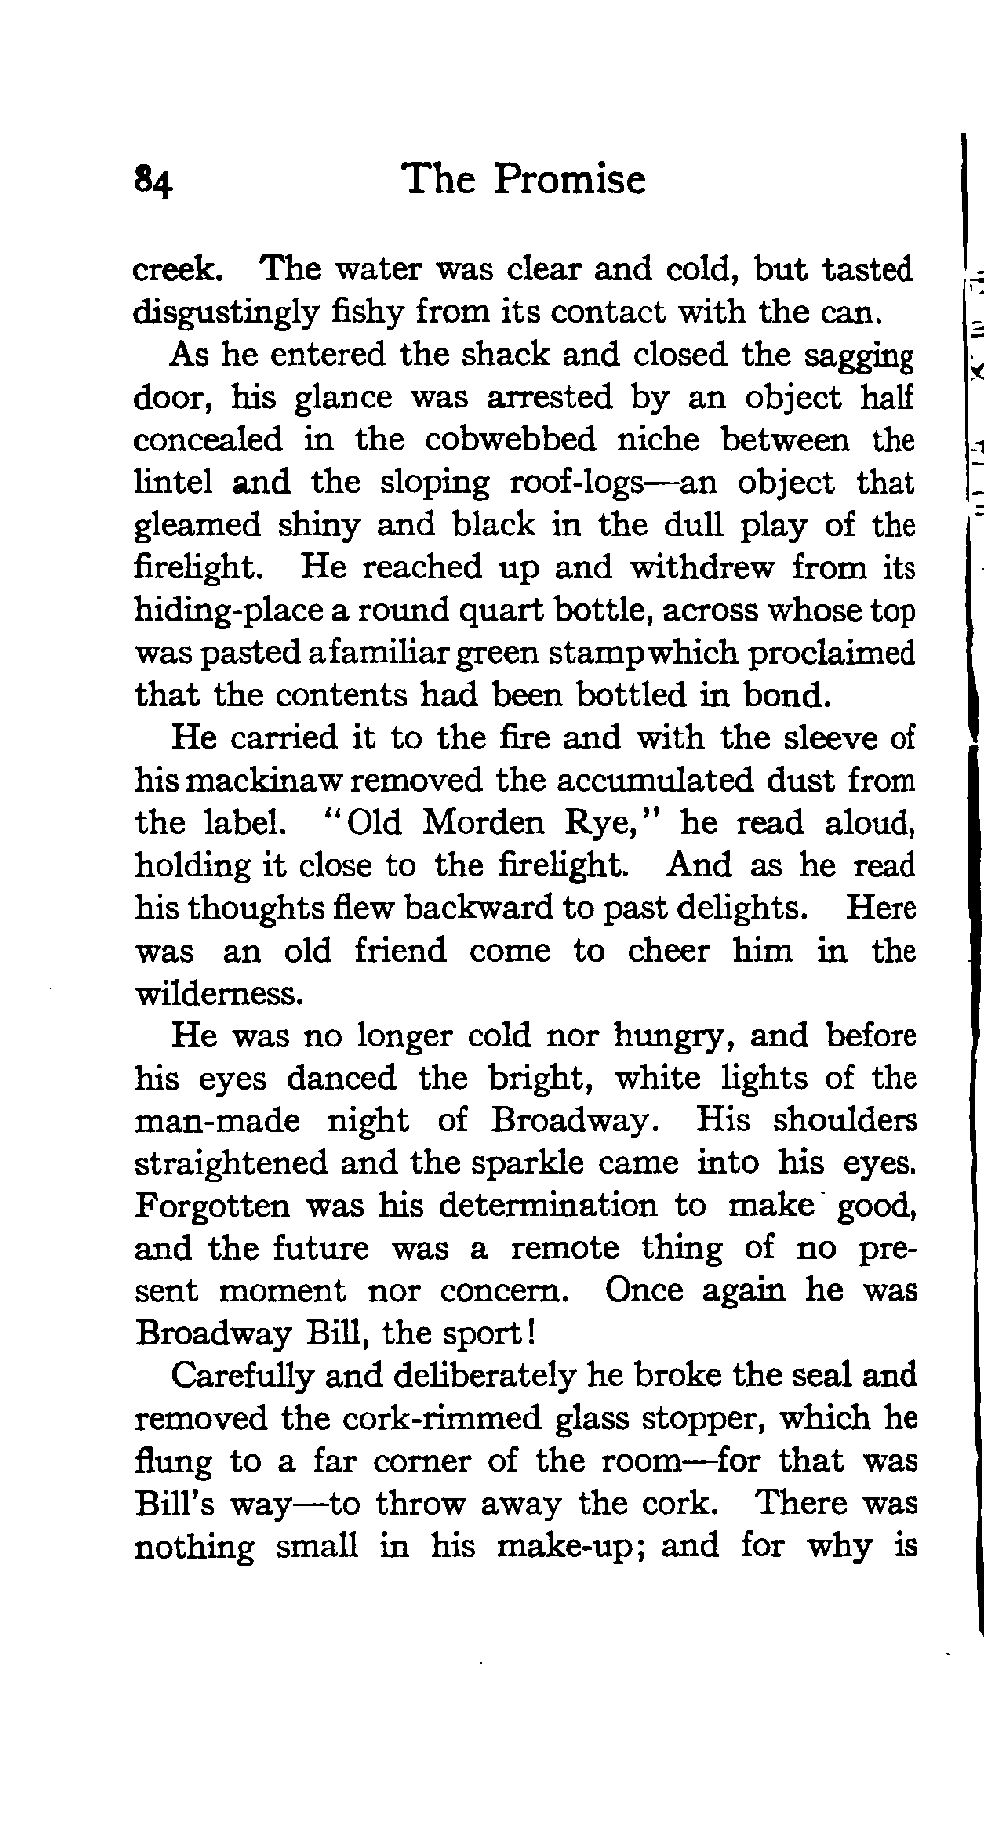 84 The Promise
creek. The water was clear and cold, but tasted
disgustingly fishy from its contact with the can.
As he entered the shack and closed the sagging
door, his glance was arrested by an object half
concealed in the cobwebbed niche between the
lintel and the sloping roof-logs—an object that
gleamed shiny and black in the dull play of the
firelight. He reached up and withdrew from its
hiding-place a round quart bottle, across whose top
was pasted a familiar green stamp which proclaimed
that the contents had been bottled in bond.
He carried it to the fire and with the sleeve of
his mackinaw removed the accumulated dust from
the label. "Old Morden Rye," he read aloud,
holding it close to the firelight. And as he read
his thoughts flew backward to past delights. Here
was an old friend come to cheer him in the
wilderness.
He was no longer cold nor hungry, and before
his eyes danced the bright, white lights of the
man-made night of Broadway. His shoulders
straightened and the sparkle came into his eyes.
Forgotten was his determination to make good,
and the future was a remote thing of no pre-
sent moment nor concern. Once again he was
Broadway Bill, the sport!
Carefully and deliberately he broke the seal and
removed the cork-rimmed glass stopper, which he
flung to a far corner of the room—for that was
Bill's way—to throw away the cork. There was
nothing small in his make-up; and for why is